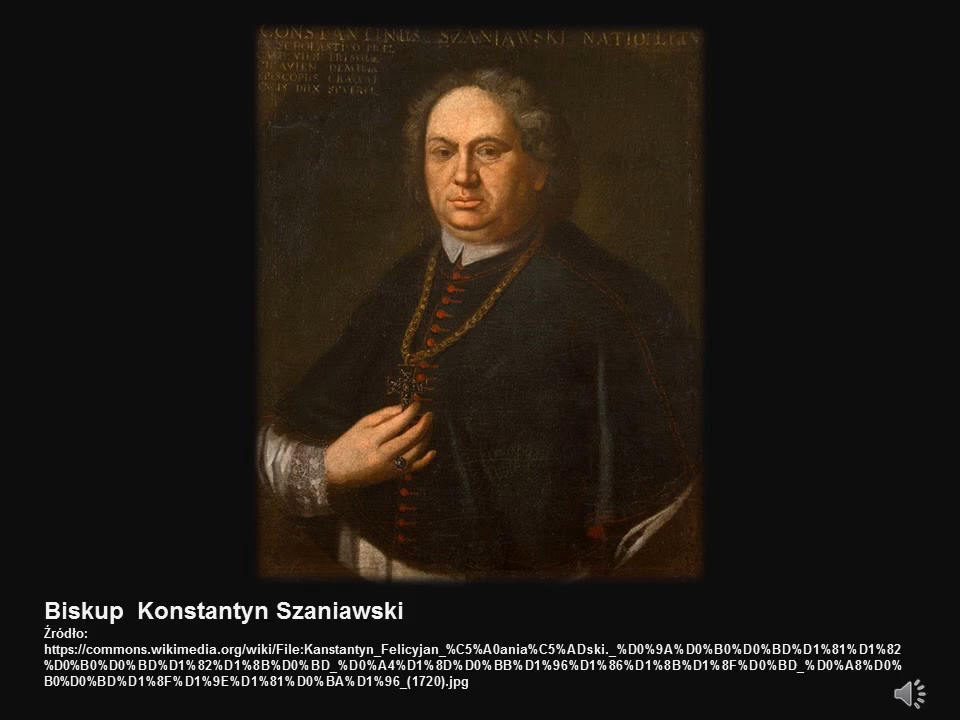 CONSTANTINUS SZANIAWSKI NATIO
SCHOLASTICO
EPISCOPUS
Biskup  Konstantyn Szaniawski
Źródło:
https://commons.wikimedia.org/wiki/File:Kanstantyn_Felicyjan_%C5%A0ania%C5%ADski._%D0%9A%D0%B0%D0%BD%D1%81%D1%82
%D0%B0%D0%BD%D1%82%D1%8B%D0%BD_%D0%A4%D1%8D%D0%BB%D1%96%D1%86%D1%8B%D1%8F%D0%BD_%D0%A8%D0%
B0%D0%BD%D1%8F%D1%9E%D1%81%D0%BA%D1%96_(1720).jpg